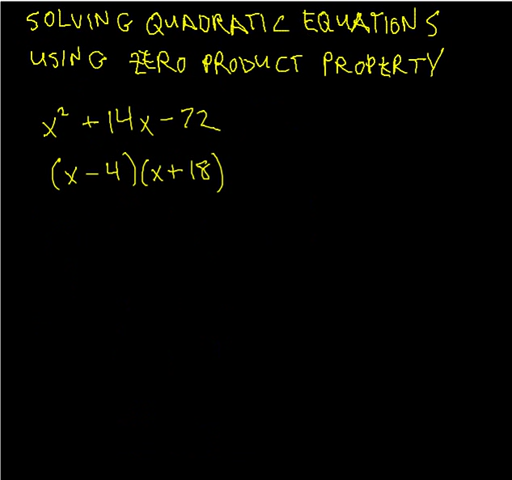 SOLVING QUADRATIC EQUATIONS
USING ZERO PRODUCT PROPERTY
x² + 14x - 72
(x - 4)(x + 18)